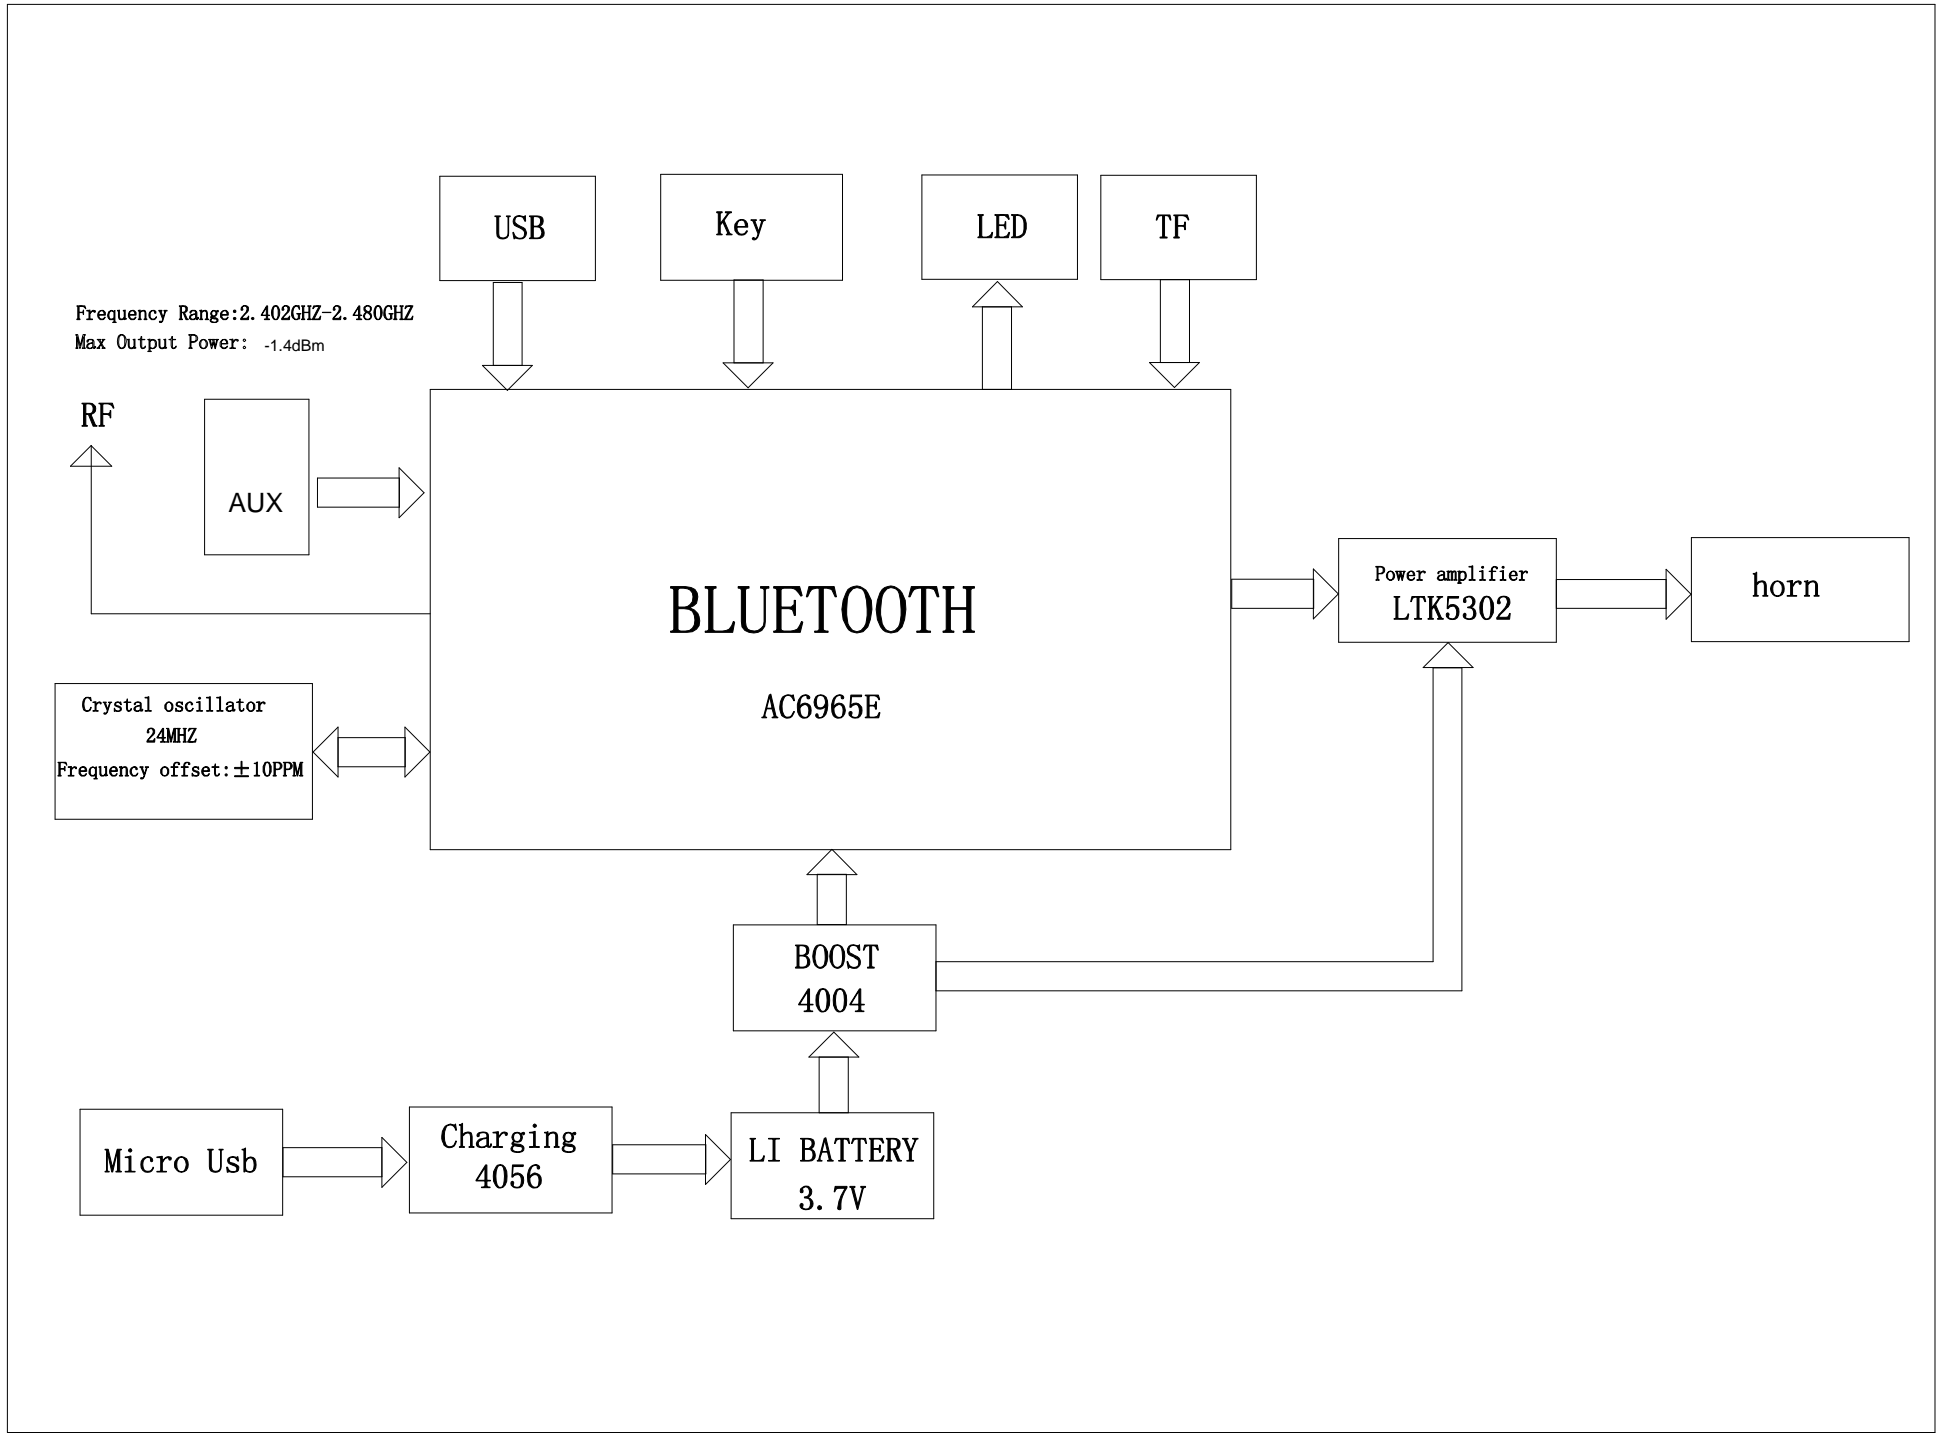 USB
Key
LED
TF
Frequency Range:2.402GHZ-2.480GHZ
Max Output Power: -1.4dBm
RF
AUX
BLUETOOTH
AC6965E
Power amplifier
LTK5302
horn
Crystal oscillator
24MHZ
Frequency offset:±10PPM
BOOST
4004
Micro Usb
Charging
4056
LI BATTERY
3.7V